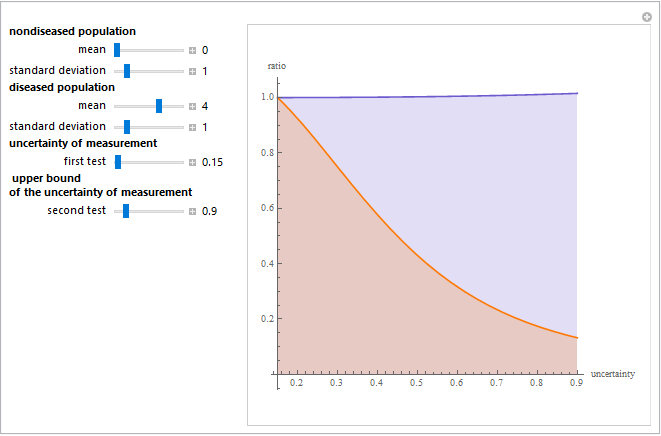 nondiseased population
mean 0
standard deviation 1
diseased population
mean 4
standard deviation 1
uncertainty of measurement
first test 0.15
upper bound
of the uncertainty of measurement
second test 0.9
ratio
1.0
0.8
0.6
0.4
0.2
0.2 0.3 0.4 0.5 0.6 0.7 0.8 0.9
uncertainty